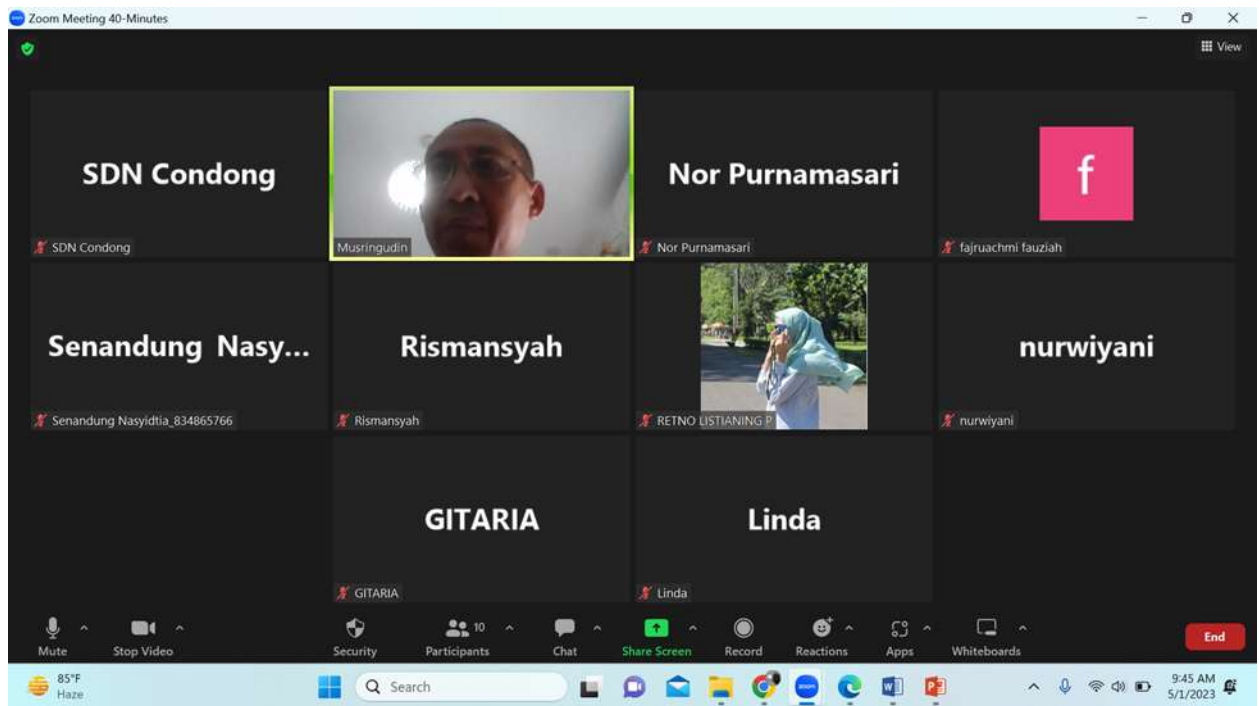 Zoom Meeting 40-Minutes
View
SDN Condong
SDN Condong
Musringudin
Nor Purnamasari
Nor Purnamasari
f
fajruachmi fauziah
Senandung Nasy...
Senandung Nasyidtia_834865766
Rismansyah
Rismansyah
RETNO LISTIANING P
nurwiyani
nurwiyani
GITARIA
GITARIA
Linda
Linda
Mute
Stop Video
Security
Participants
10
Chat
Share Screen
Record
Reactions
Apps
Whiteboards
End
85°F
Haze
Search
9:45 AM
5/1/2023